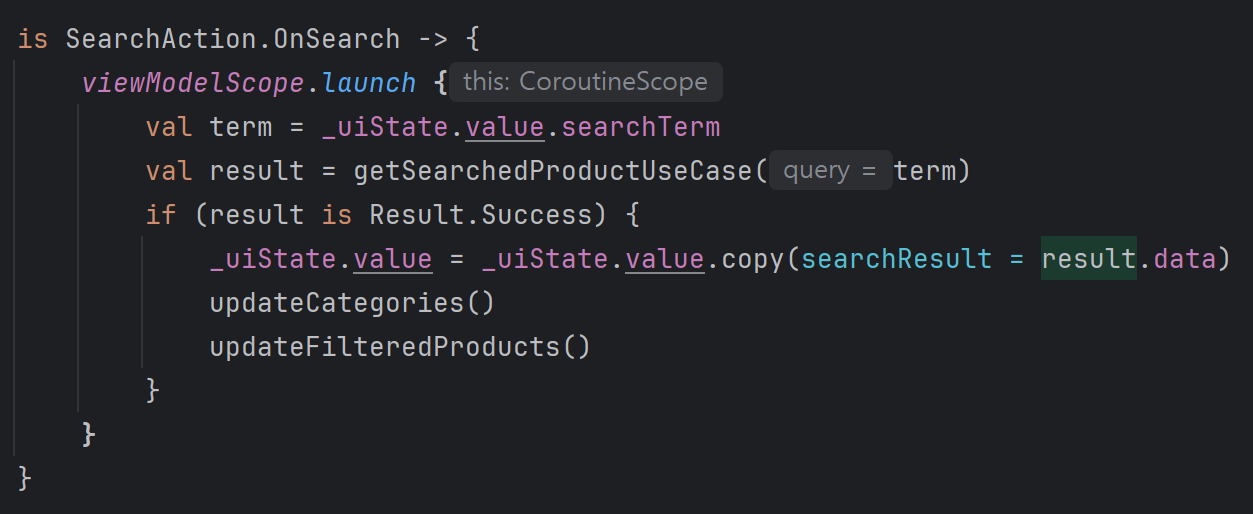 is SearchAction.OnSearch -> {
viewModelScope.launch { this: CoroutineScope
val term = _uiState.value.searchTerm
val result = getSearchedProductUseCase( query = term)
if (result is Result.Success) {
_uiState.value = _uiState.value.copy(searchResult = result.data)
updateCategories()
updateFilteredProducts()
}
}
}